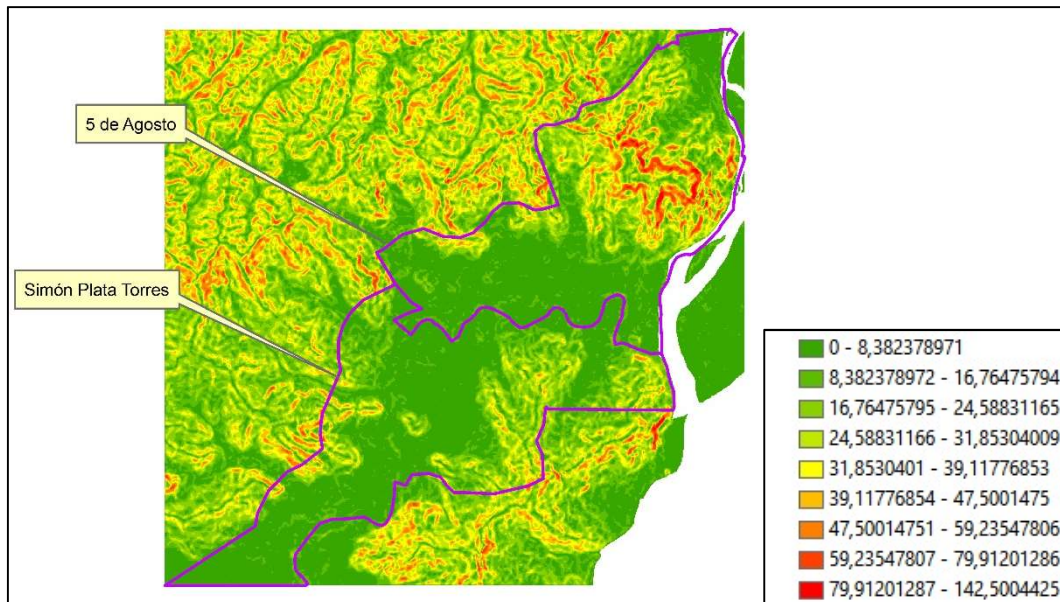 5 de Agosto
Simón Plata Torres
0 - 8,382378971
8,382378972 - 16,76475794
16,76475795 - 24,58831165
24,58831166 - 31,85304009
31,8530401 - 39,11776853
39,11776854 - 47,5001475
47,50014751 - 59,23547806
59,23547807 - 79,91201286
79,91201287 - 142,5004425